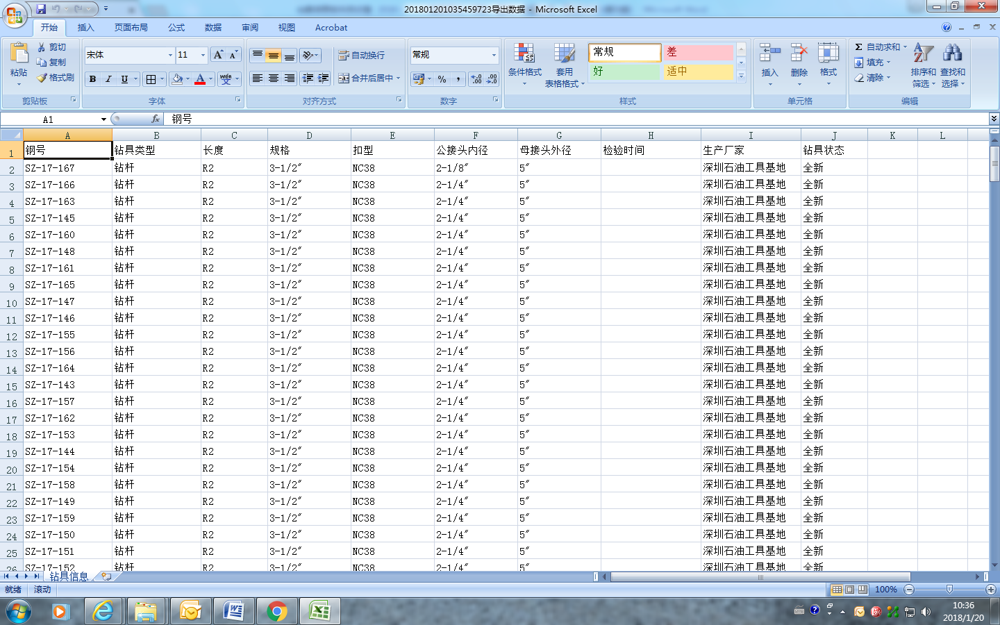 201801201035459723导出数据 - Microsoft Excel
开始 插入 页面布局 公式 数据 审阅 视图 Acrobat
粘贴 剪切 复制 格式刷 剪贴板
宋体 11 B I U wén 文 字体
自动换行 合并后居中 对齐方式
常规 % , 数字
条件格式 套用表格格式 常规 差 好 适中 样式
插入 删除 格式 单元格
Σ 自动求和 填充 清除 排序和筛选 查找和选择 编辑
A1 fx 钢号
A B C D E F G H I J K L
1 钢号 钻具类型 长度 规格 扣型 公接头内径 母接头外径 检验时间 生产厂家 钻具状态
2 SZ-17-167 钻杆 R2 3-1/2" NC38 2-1/8" 5" 深圳石油工具基地 全新
3 SZ-17-166 钻杆 R2 3-1/2" NC38 2-1/4" 5" 深圳石油工具基地 全新
4 SZ-17-163 钻杆 R2 3-1/2" NC38 2-1/4" 5" 深圳石油工具基地 全新
5 SZ-17-145 钻杆 R2 3-1/2" NC38 2-1/4" 5" 深圳石油工具基地 全新
6 SZ-17-160 钻杆 R2 3-1/2" NC38 2-1/4" 5" 深圳石油工具基地 全新
7 SZ-17-148 钻杆 R2 3-1/2" NC38 2-1/4" 5" 深圳石油工具基地 全新
8 SZ-17-161 钻杆 R2 3-1/2" NC38 2-1/4" 5" 深圳石油工具基地 全新
9 SZ-17-165 钻杆 R2 3-1/2" NC38 2-1/4" 5" 深圳石油工具基地 全新
10 SZ-17-147 钻杆 R2 3-1/2" NC38 2-1/4" 5" 深圳石油工具基地 全新
11 SZ-17-146 钻杆 R2 3-1/2" NC38 2-1/4" 5" 深圳石油工具基地 全新
12 SZ-17-155 钻杆 R2 3-1/2" NC38 2-1/4" 5" 深圳石油工具基地 全新
13 SZ-17-156 钻杆 R2 3-1/2" NC38 2-1/4" 5" 深圳石油工具基地 全新
14 SZ-17-164 钻杆 R2 3-1/2" NC38 2-1/4" 5" 深圳石油工具基地 全新
15 SZ-17-143 钻杆 R2 3-1/2" NC38 2-1/4" 5" 深圳石油工具基地 全新
16 SZ-17-157 钻杆 R2 3-1/2" NC38 2-1/4" 5" 深圳石油工具基地 全新
17 SZ-17-162 钻杆 R2 3-1/2" NC38 2-1/4" 5" 深圳石油工具基地 全新
18 SZ-17-153 钻杆 R2 3-1/2" NC38 2-1/4" 5" 深圳石油工具基地 全新
19 SZ-17-144 钻杆 R2 3-1/2" NC38 2-1/4" 5" 深圳石油工具基地 全新
20 SZ-17-154 钻杆 R2 3-1/2" NC38 2-1/4" 5" 深圳石油工具基地 全新
21 SZ-17-158 钻杆 R2 3-1/2" NC38 2-1/4" 5" 深圳石油工具基地 全新
22 SZ-17-149 钻杆 R2 3-1/2" NC38 2-1/4" 5" 深圳石油工具基地 全新
23 SZ-17-159 钻杆 R2 3-1/2" NC38 2-1/4" 5" 深圳石油工具基地 全新
24 SZ-17-150 钻杆 R2 3-1/2" NC38 2-1/4" 5" 深圳石油工具基地 全新
25 SZ-17-151 钻杆 R2 3-1/2" NC38 2-1/4" 5" 深圳石油工具基地 全新
26 SZ-17-152 钻杆 R2 3-1/2" NC38 2-1/4" 5" 深圳石油工具基地 全新
钻具信息
就绪 滚动 100%
10:36
2018/1/20